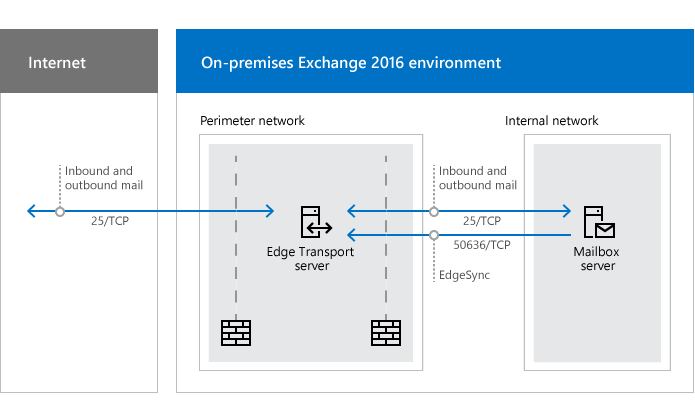 Internet
On-premises Exchange 2016 environment
Perimeter network
Internal network
Inbound and
outbound mail
25/TCP
Edge Transport
server
Inbound and
outbound mail
25/TCP
50636/TCP
EdgeSync
Mailbox
server